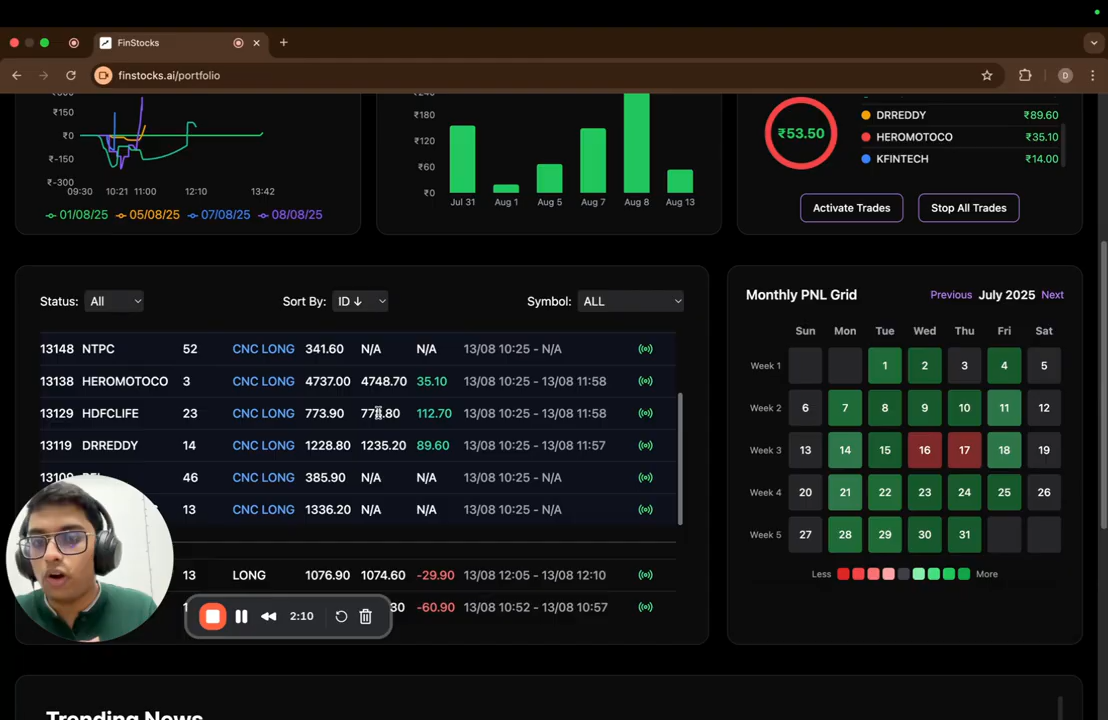 FinStocks
finstocks.ai/portfolio
D
₹150
₹0
₹-150
₹-300
09:30 10:21 11:00 12:10 13:42
01/08/25 05/08/25 07/08/25 08/08/25
₹180
₹120
₹60
₹0
Jul 31 Aug 1 Aug 5 Aug 7 Aug 8 Aug 13
₹53.50
DRREDDY ₹89.60
HEROMOTOCO ₹35.10
KFINTECH ₹14.00
Activate Trades Stop All Trades
Status: All Sort By: ID ↓ Symbol: ALL
13148 NTPC 52 CNC LONG 341.60 N/A N/A 13/08 10:25 - N/A
13138 HEROMOTOCO 3 CNC LONG 4737.00 4748.70 35.10 13/08 10:25 - 13/08 11:58
13129 HDFCLIFE 23 CNC LONG 773.90 112.70 13/08 10:25 - 13/08 11:58
13119 DRREDDY 14 CNC LONG 1228.80 1235.20 89.60 13/08 10:25 - 13/08 11:57
46 CNC LONG 385.90 N/A N/A 13/08 10:25 - N/A
13 CNC LONG 1336.20 N/A N/A 13/08 10:25 - N/A
13 LONG 1076.90 1074.60 -29.90 13/08 12:05 - 13/08 12:10
-60.90 13/08 10:52 - 13/08 10:57
2:10
Monthly PNL Grid Previous July 2025 Next
Sun Mon Tue Wed Thu Fri Sat
Week 1 1 2 3 4 5
Week 2 6 7 8 9 10 11 12
Week 3 13 14 15 16 17 18 19
Week 4 20 21 22 23 24 25 26
Week 5 27 28 29 30 31
Less More
Trending News